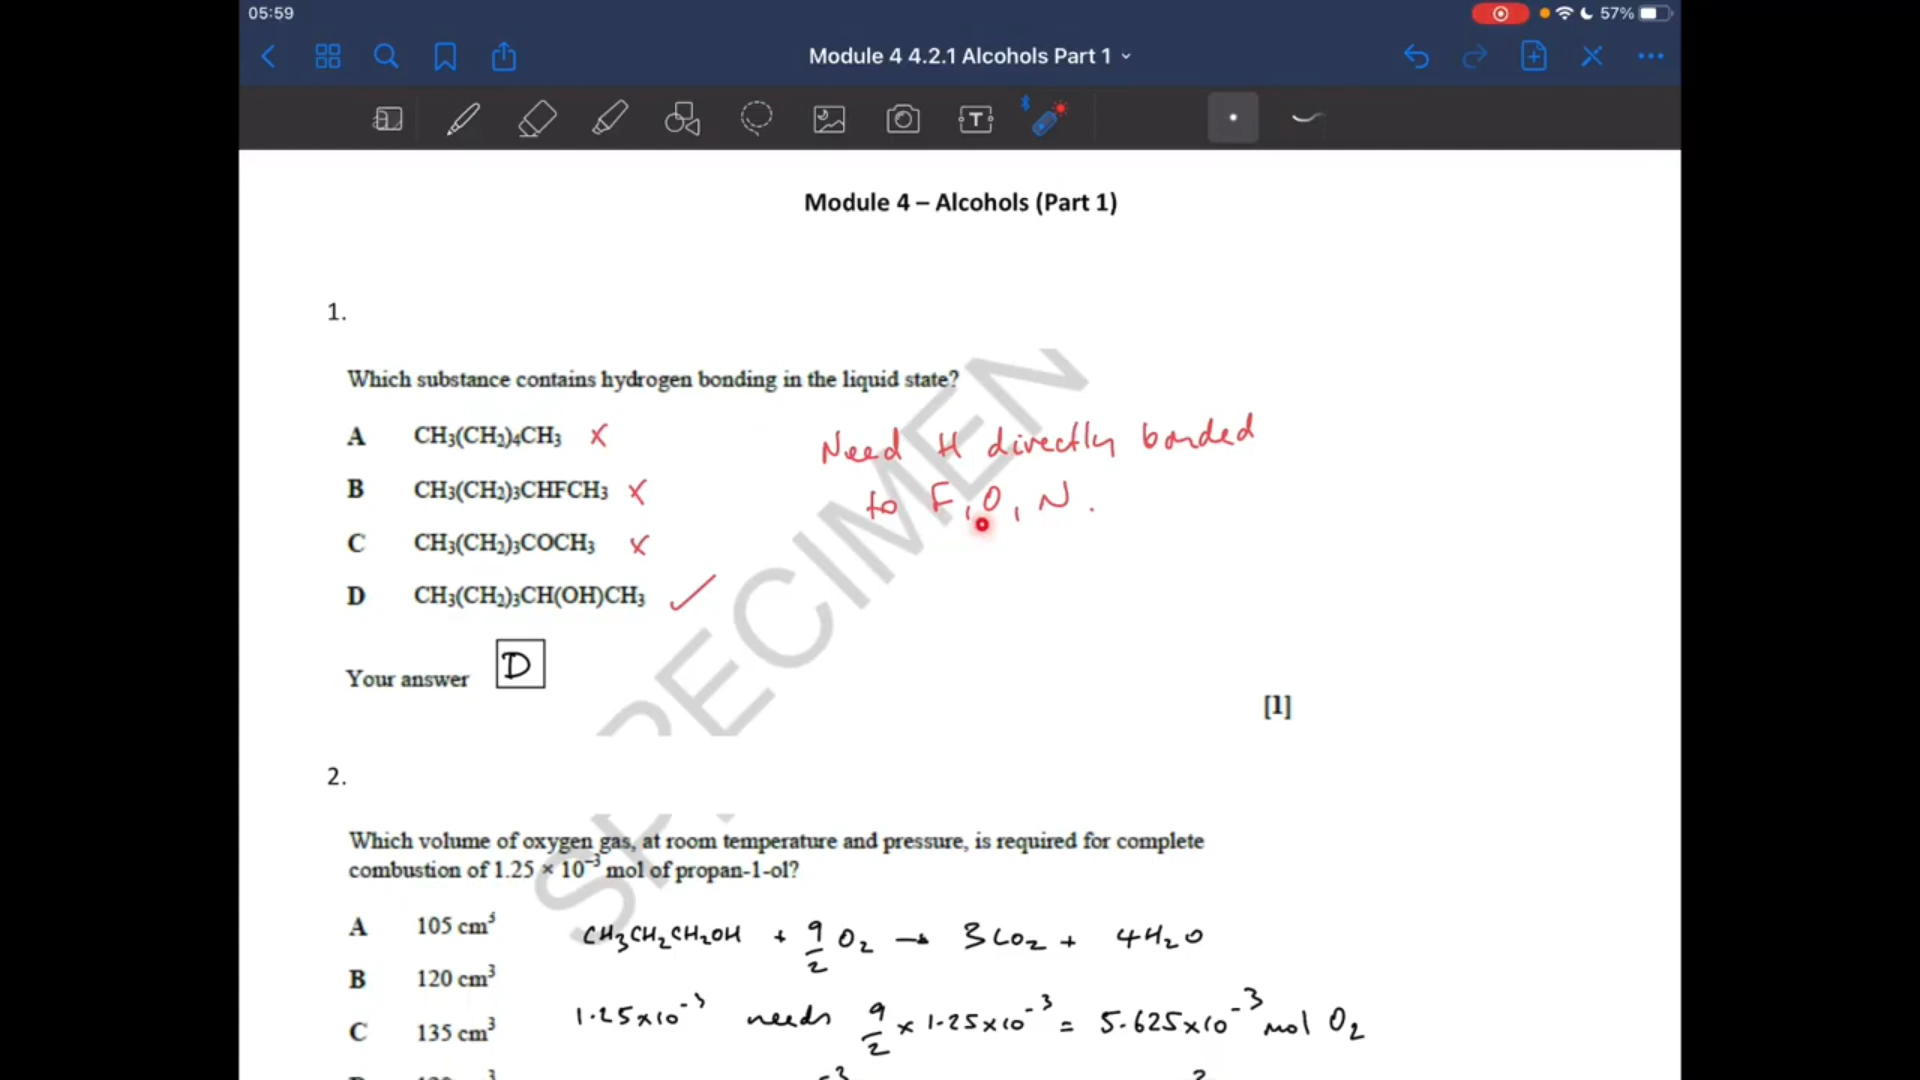 05:59
57%
Module 4 4.2.1 Alcohols Part 1
Module 4 – Alcohols (Part 1)
1.
Which substance contains hydrogen bonding in the liquid state?
A CH₃(CH₂)₄CH₃ ✗
B CH₃(CH₂)₃CHFCH₃ ✗
C CH₃(CH₂)₃COCH₃ ✗
D CH₃(CH₂)₃CH(OH)CH₃ ✓
Need H directly bonded
to F, O, N.
Your answer D
[1]
SPECIMEN
2.
Which volume of oxygen gas, at room temperature and pressure, is required for complete
combustion of 1.25 × 10⁻³ mol of propan-1-ol?
A 105 cm³
B 120 cm³
C 135 cm³
CH₃CH₂CH₂OH + 9/2 O₂ → 3CO₂ + 4H₂O
1.25×10⁻³ needs 9/2 × 1.25×10⁻³ = 5.625×10⁻³ mol O₂